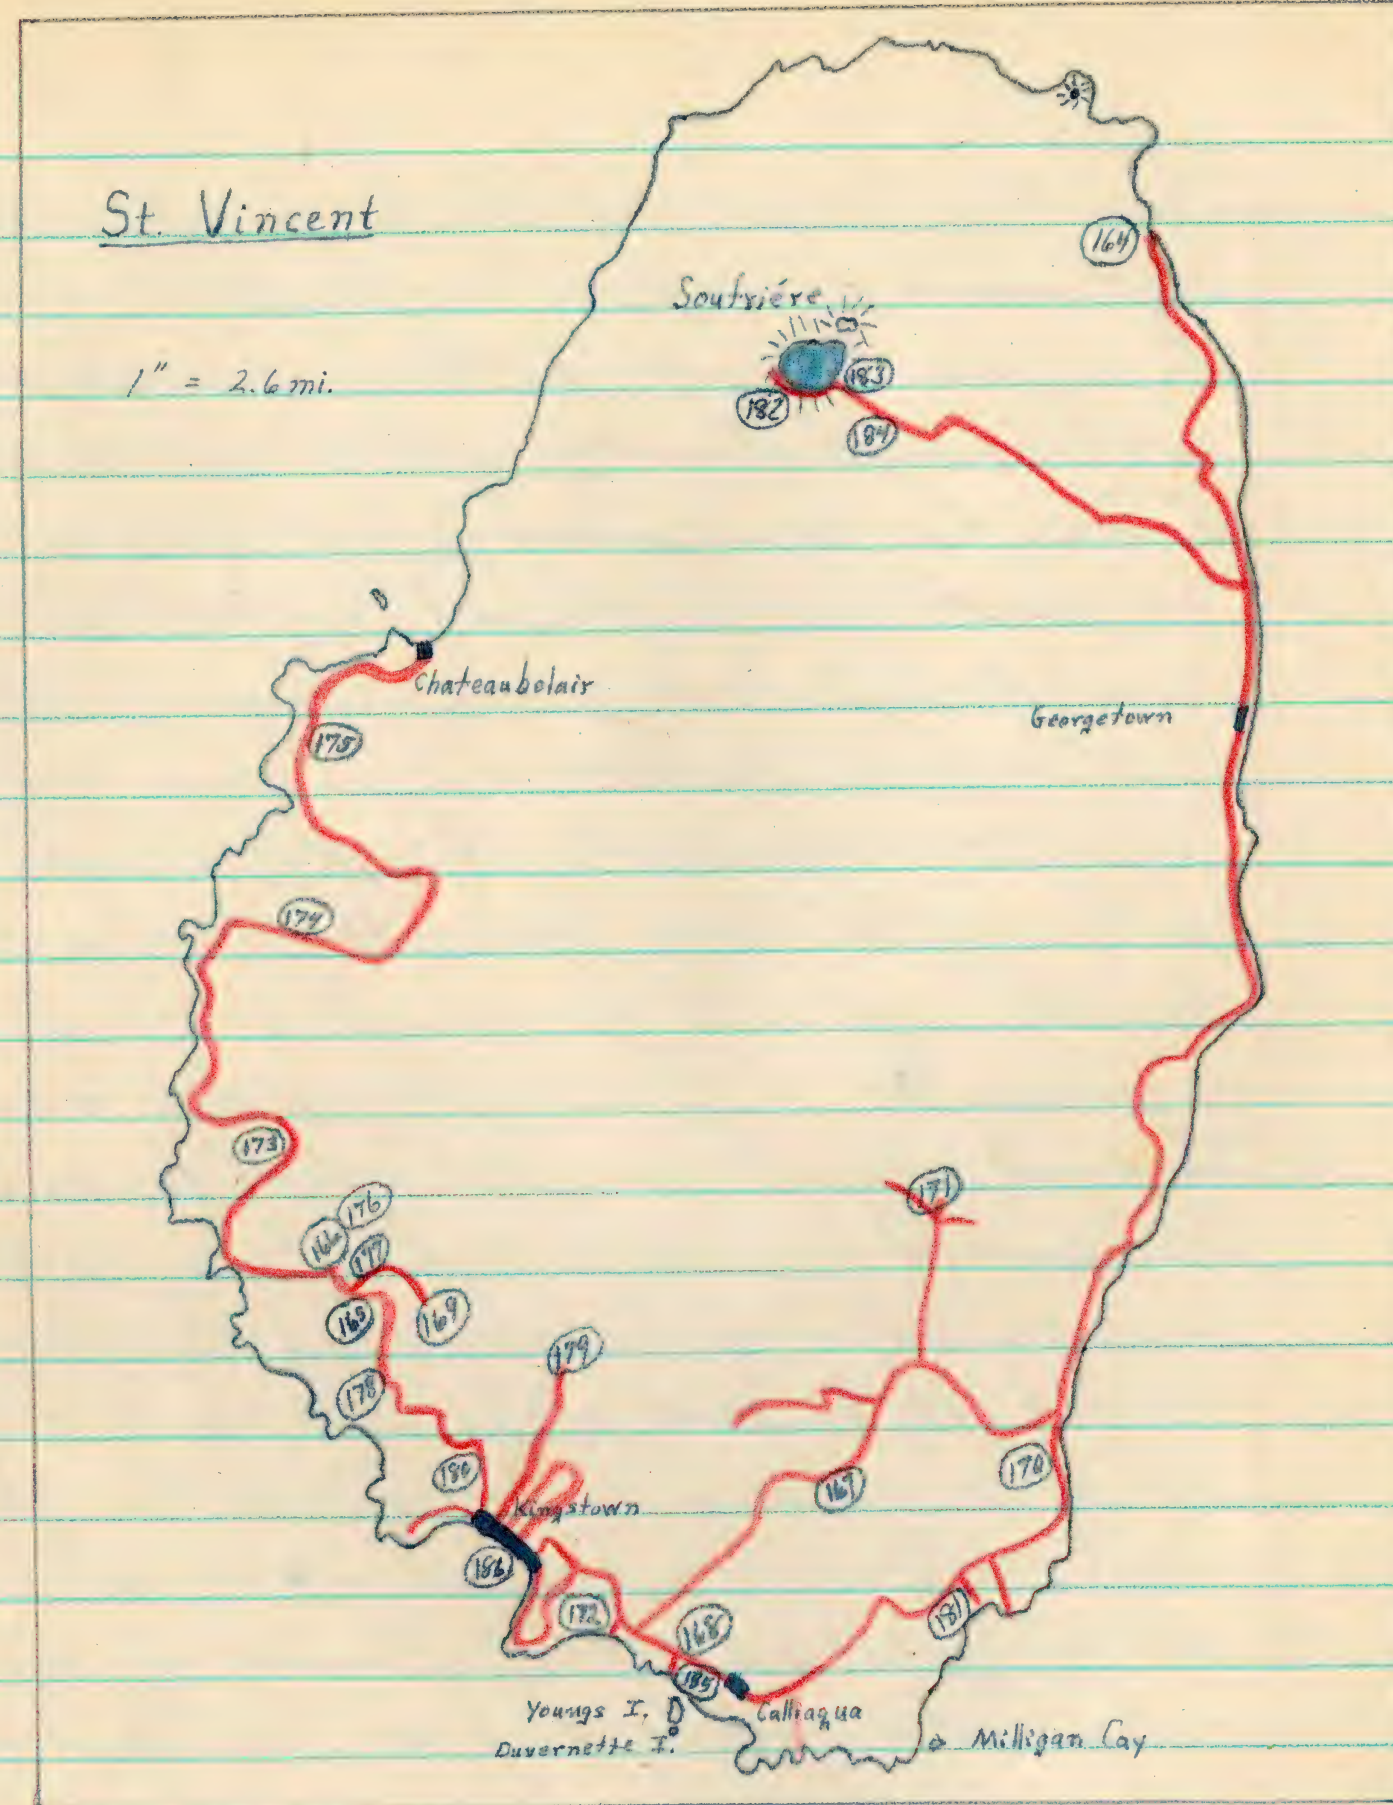 St. Vincent
164
Soufriére
1" = 2.6 mi.
183
182
184
Chateaubelair
Georgetown
175
174
173
176
171
166
177
165
169
179
178
180
170
167
Kingstown
186
172
181
168
185
Youngs I.
Calliaqua
Duvernette I.
Milligan Cay